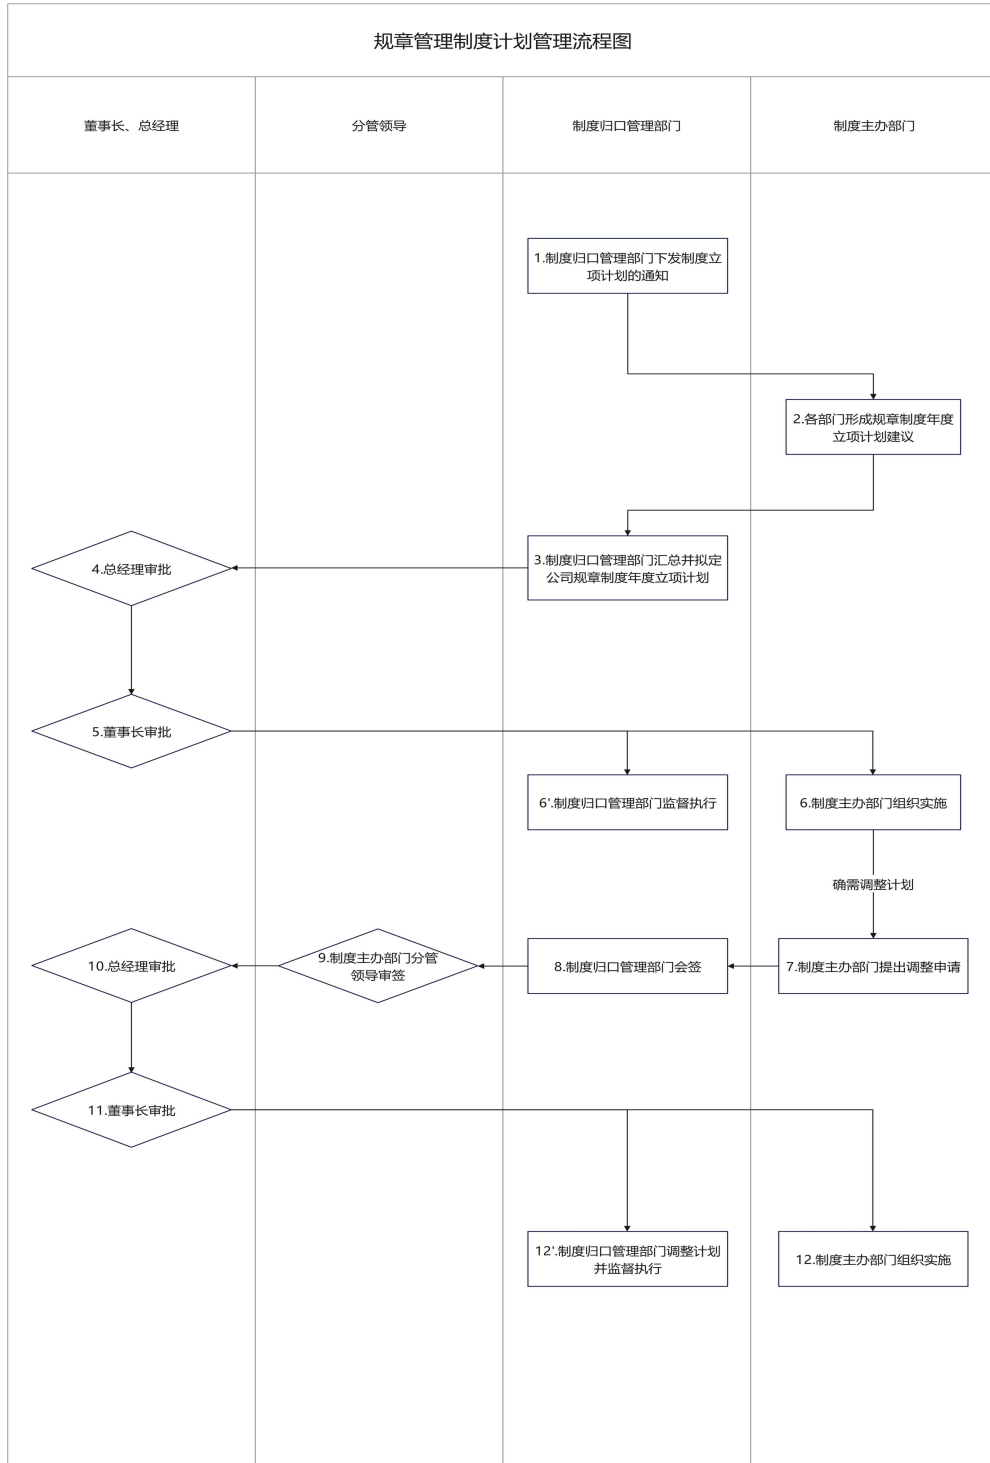 规章管理制度计划管理流程图
董事长、总经理
分管领导
制度归口管理部门
制度主办部门
1.制度归口管理部门下发制度立
项计划的通知
2.各部门形成规章制度年度
立项计划建议
3.制度归口管理部门汇总并拟定
公司规章制度年度立项计划
4.总经理审批
5.董事长审批
6'.制度归口管理部门监督执行
6.制度主办部门组织实施
确需调整计划
7.制度主办部门提出调整申请
8.制度归口管理部门会签
9.制度主办部门分管
领导审签
10.总经理审批
11.董事长审批
12'.制度归口管理部门调整计划
并监督执行
12.制度主办部门组织实施